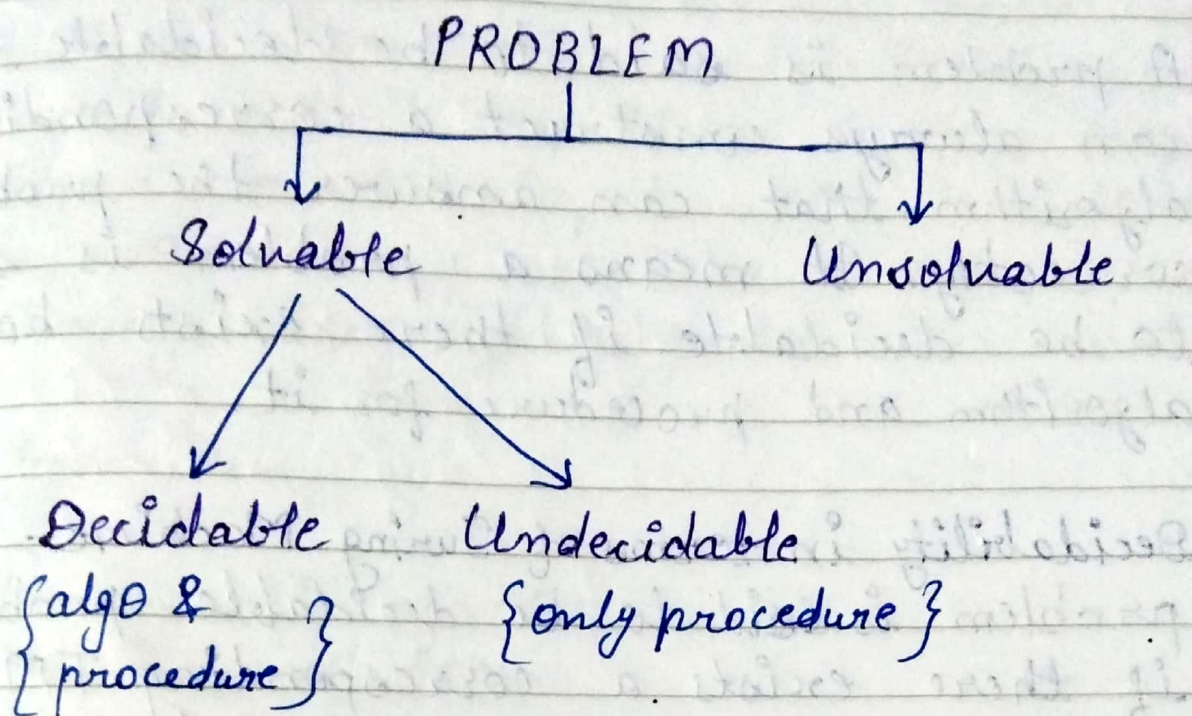 PROBLEM
Solvable Unsolvable
Decidable Undecidable
{algo & {only procedure}
procedure}